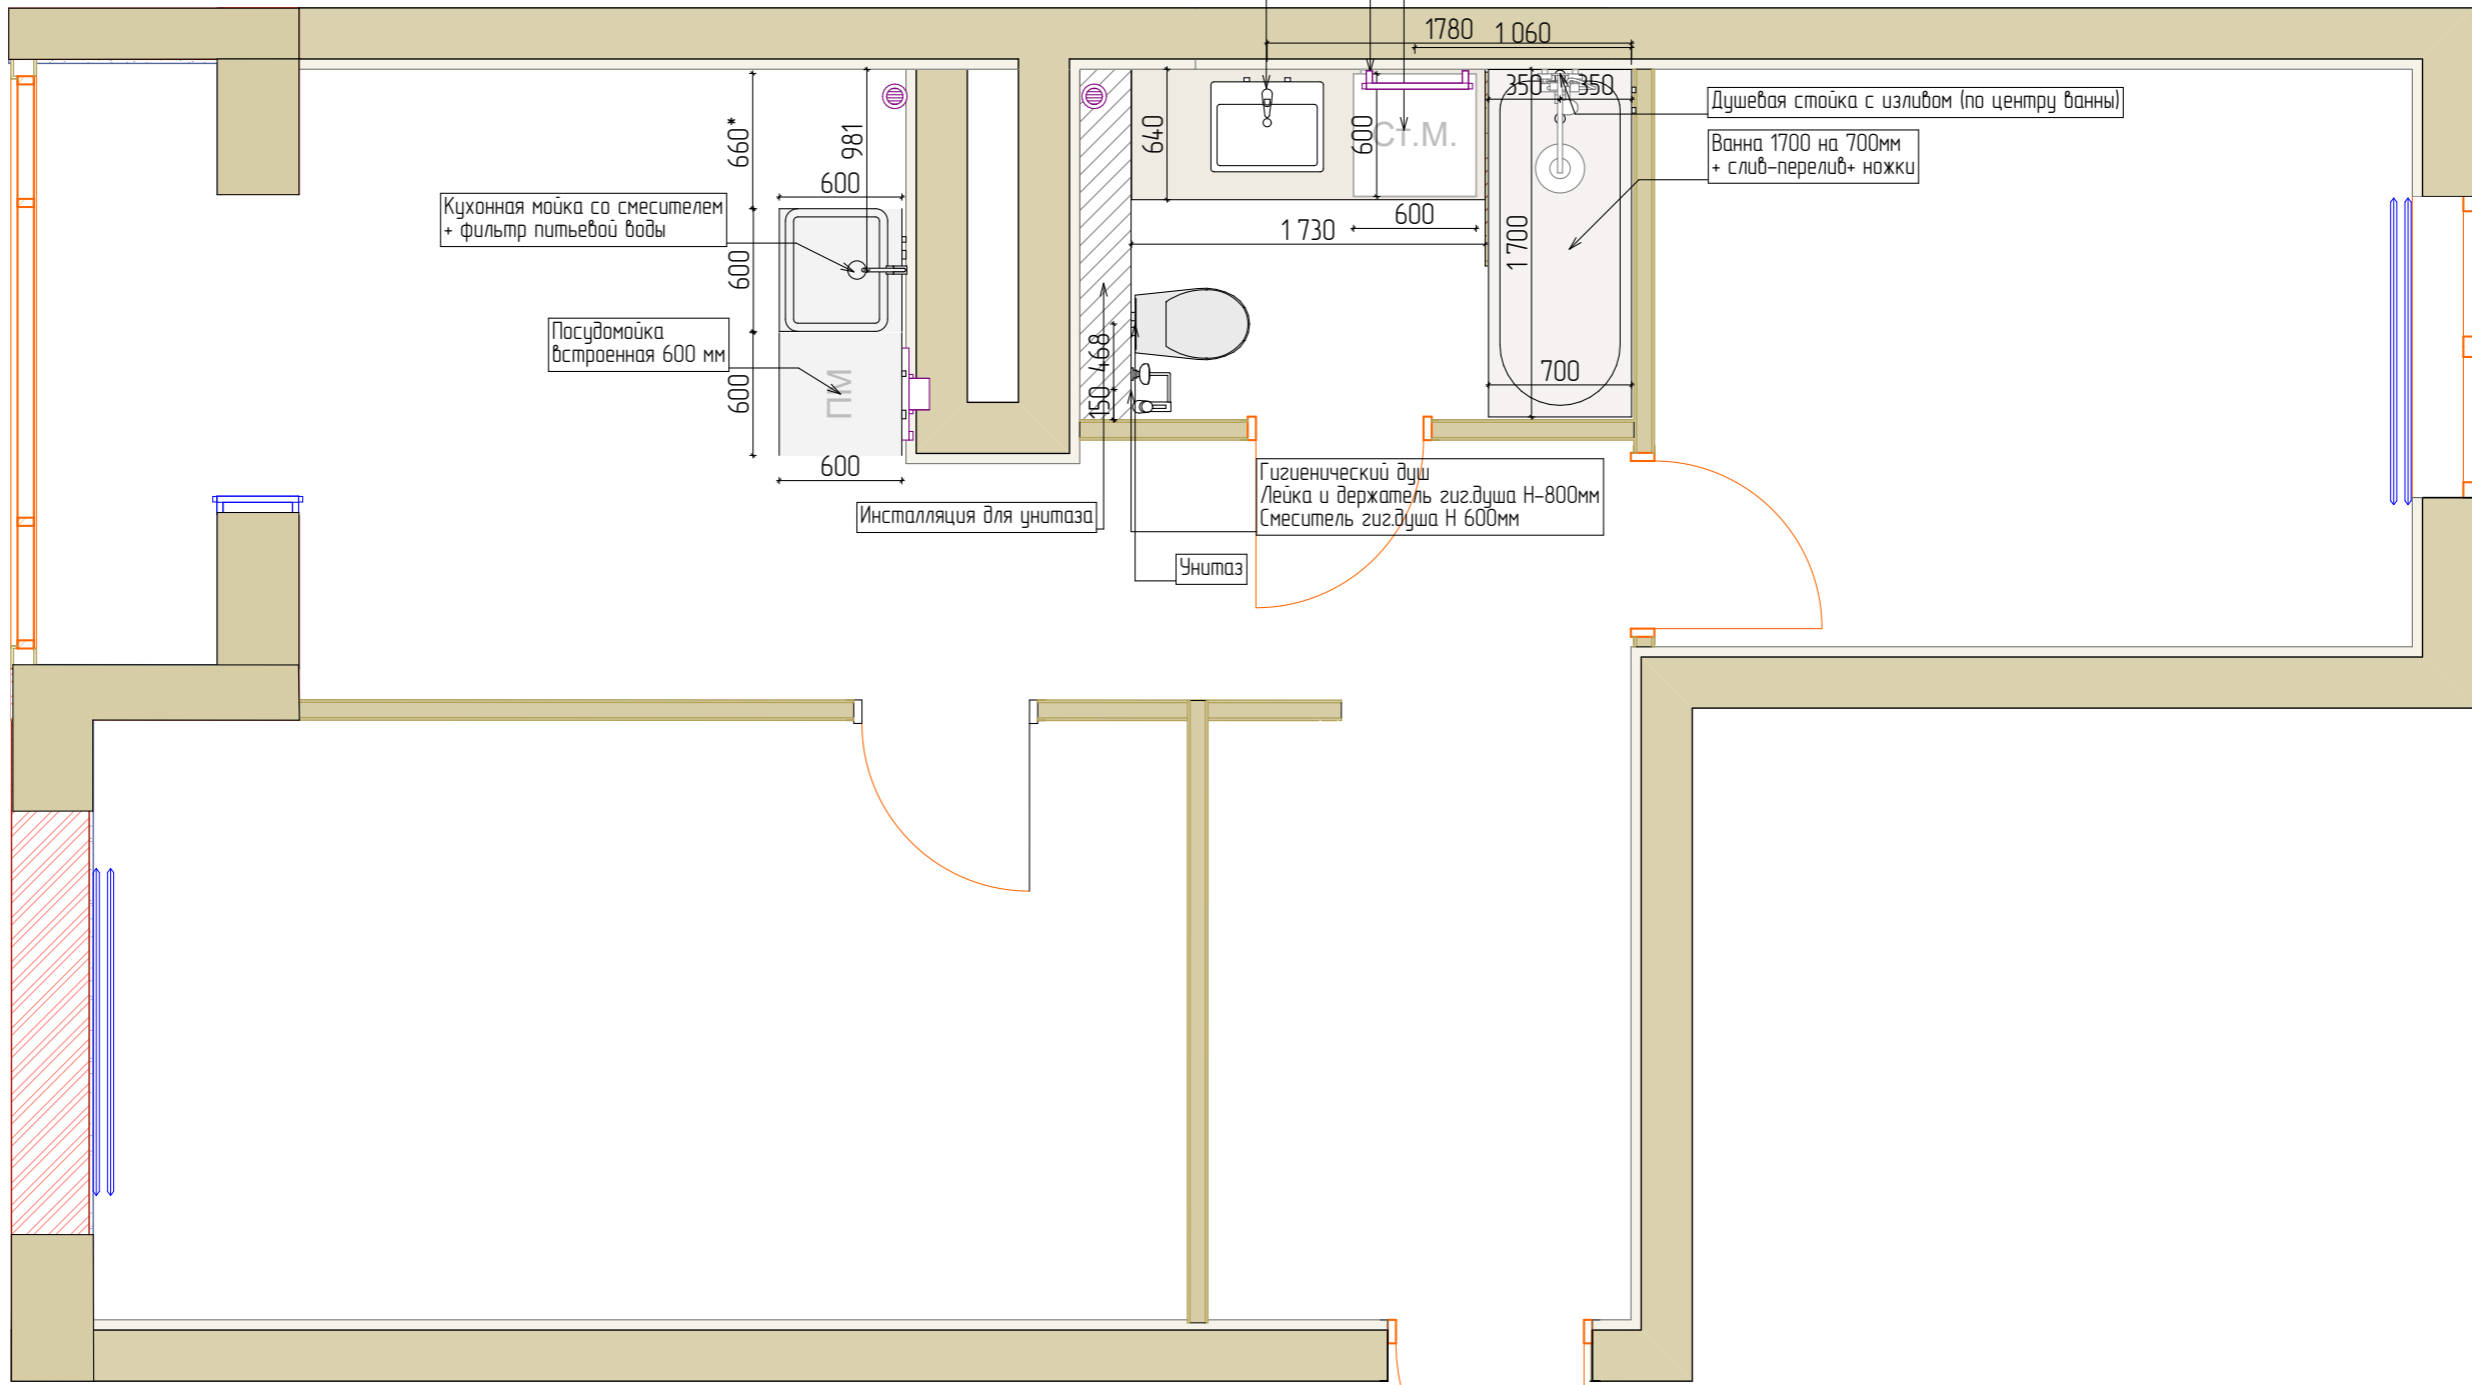 1780
1 060
350
350
Душевая стойка с изливом (по центру ванны)
660*
981
640
600
Ст.М.
Ванна 1700 на 700мм
+ слив-перелив+ ножки
600
Кухонная мойка со смесителем
+ фильтр питьевой воды
600
1 730
1 700
600
Посудомойка
встроенная 600 мм
468
700
600
ПМ
150
600
Гигиенический душ
Лейка и держатель гиг.душа Н-800мм
Смеситель гиг.душа Н 600мм
Инсталляция для унитаза
Унитаз